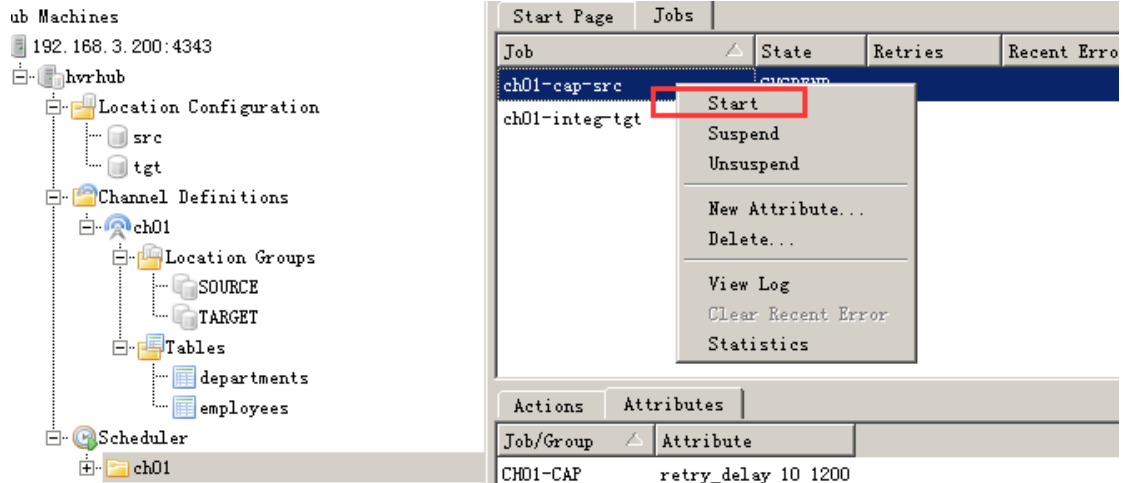 ub Machines
192.168.3.200:4343
hvrhub
Location Configuration
src
tgt
Channel Definitions
ch01
Location Groups
SOURCE
TARGET
Tables
departments
employees
Scheduler
ch01
Start Page Jobs
Job State Retries Recent Erro
ch01-cap-src SUSPEND
ch01-integ-tgt
Start
Suspend
Unsuspend
New Attribute...
Delete...
View Log
Clear Recent Error
Statistics
Actions Attributes
Job/Group Attribute
CH01-CAP retry_delay 10 1200